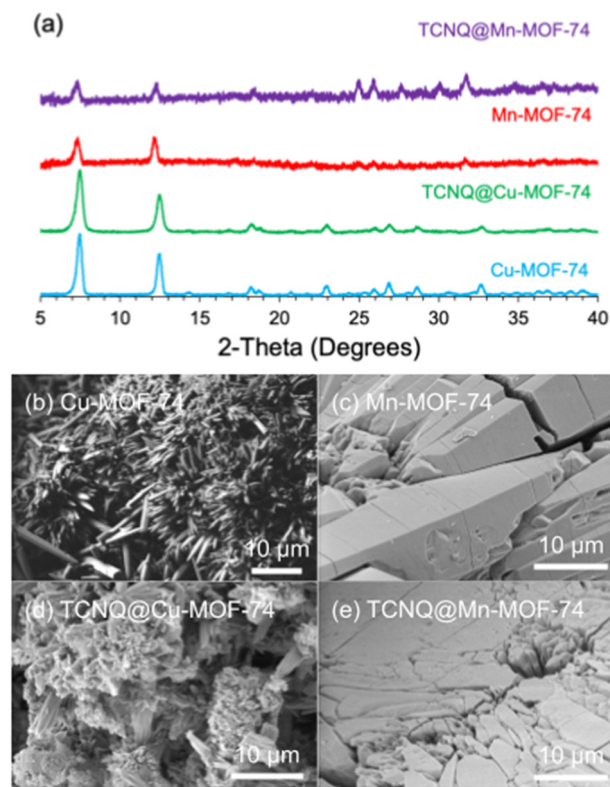 (a)
TCNQ@Mn-MOF-74
Mn-MOF-74
TCNQ@Cu-MOF-74
Cu-MOF-74
5 10 15 20 25 30 35 40
2-Theta (Degrees)
(b) Cu-MOF-74
10 µm
(c) Mn-MOF-74
10 µm
(d) TCNQ@Cu-MOF-74
10 µm
(e) TCNQ@Mn-MOF-74
10 µm